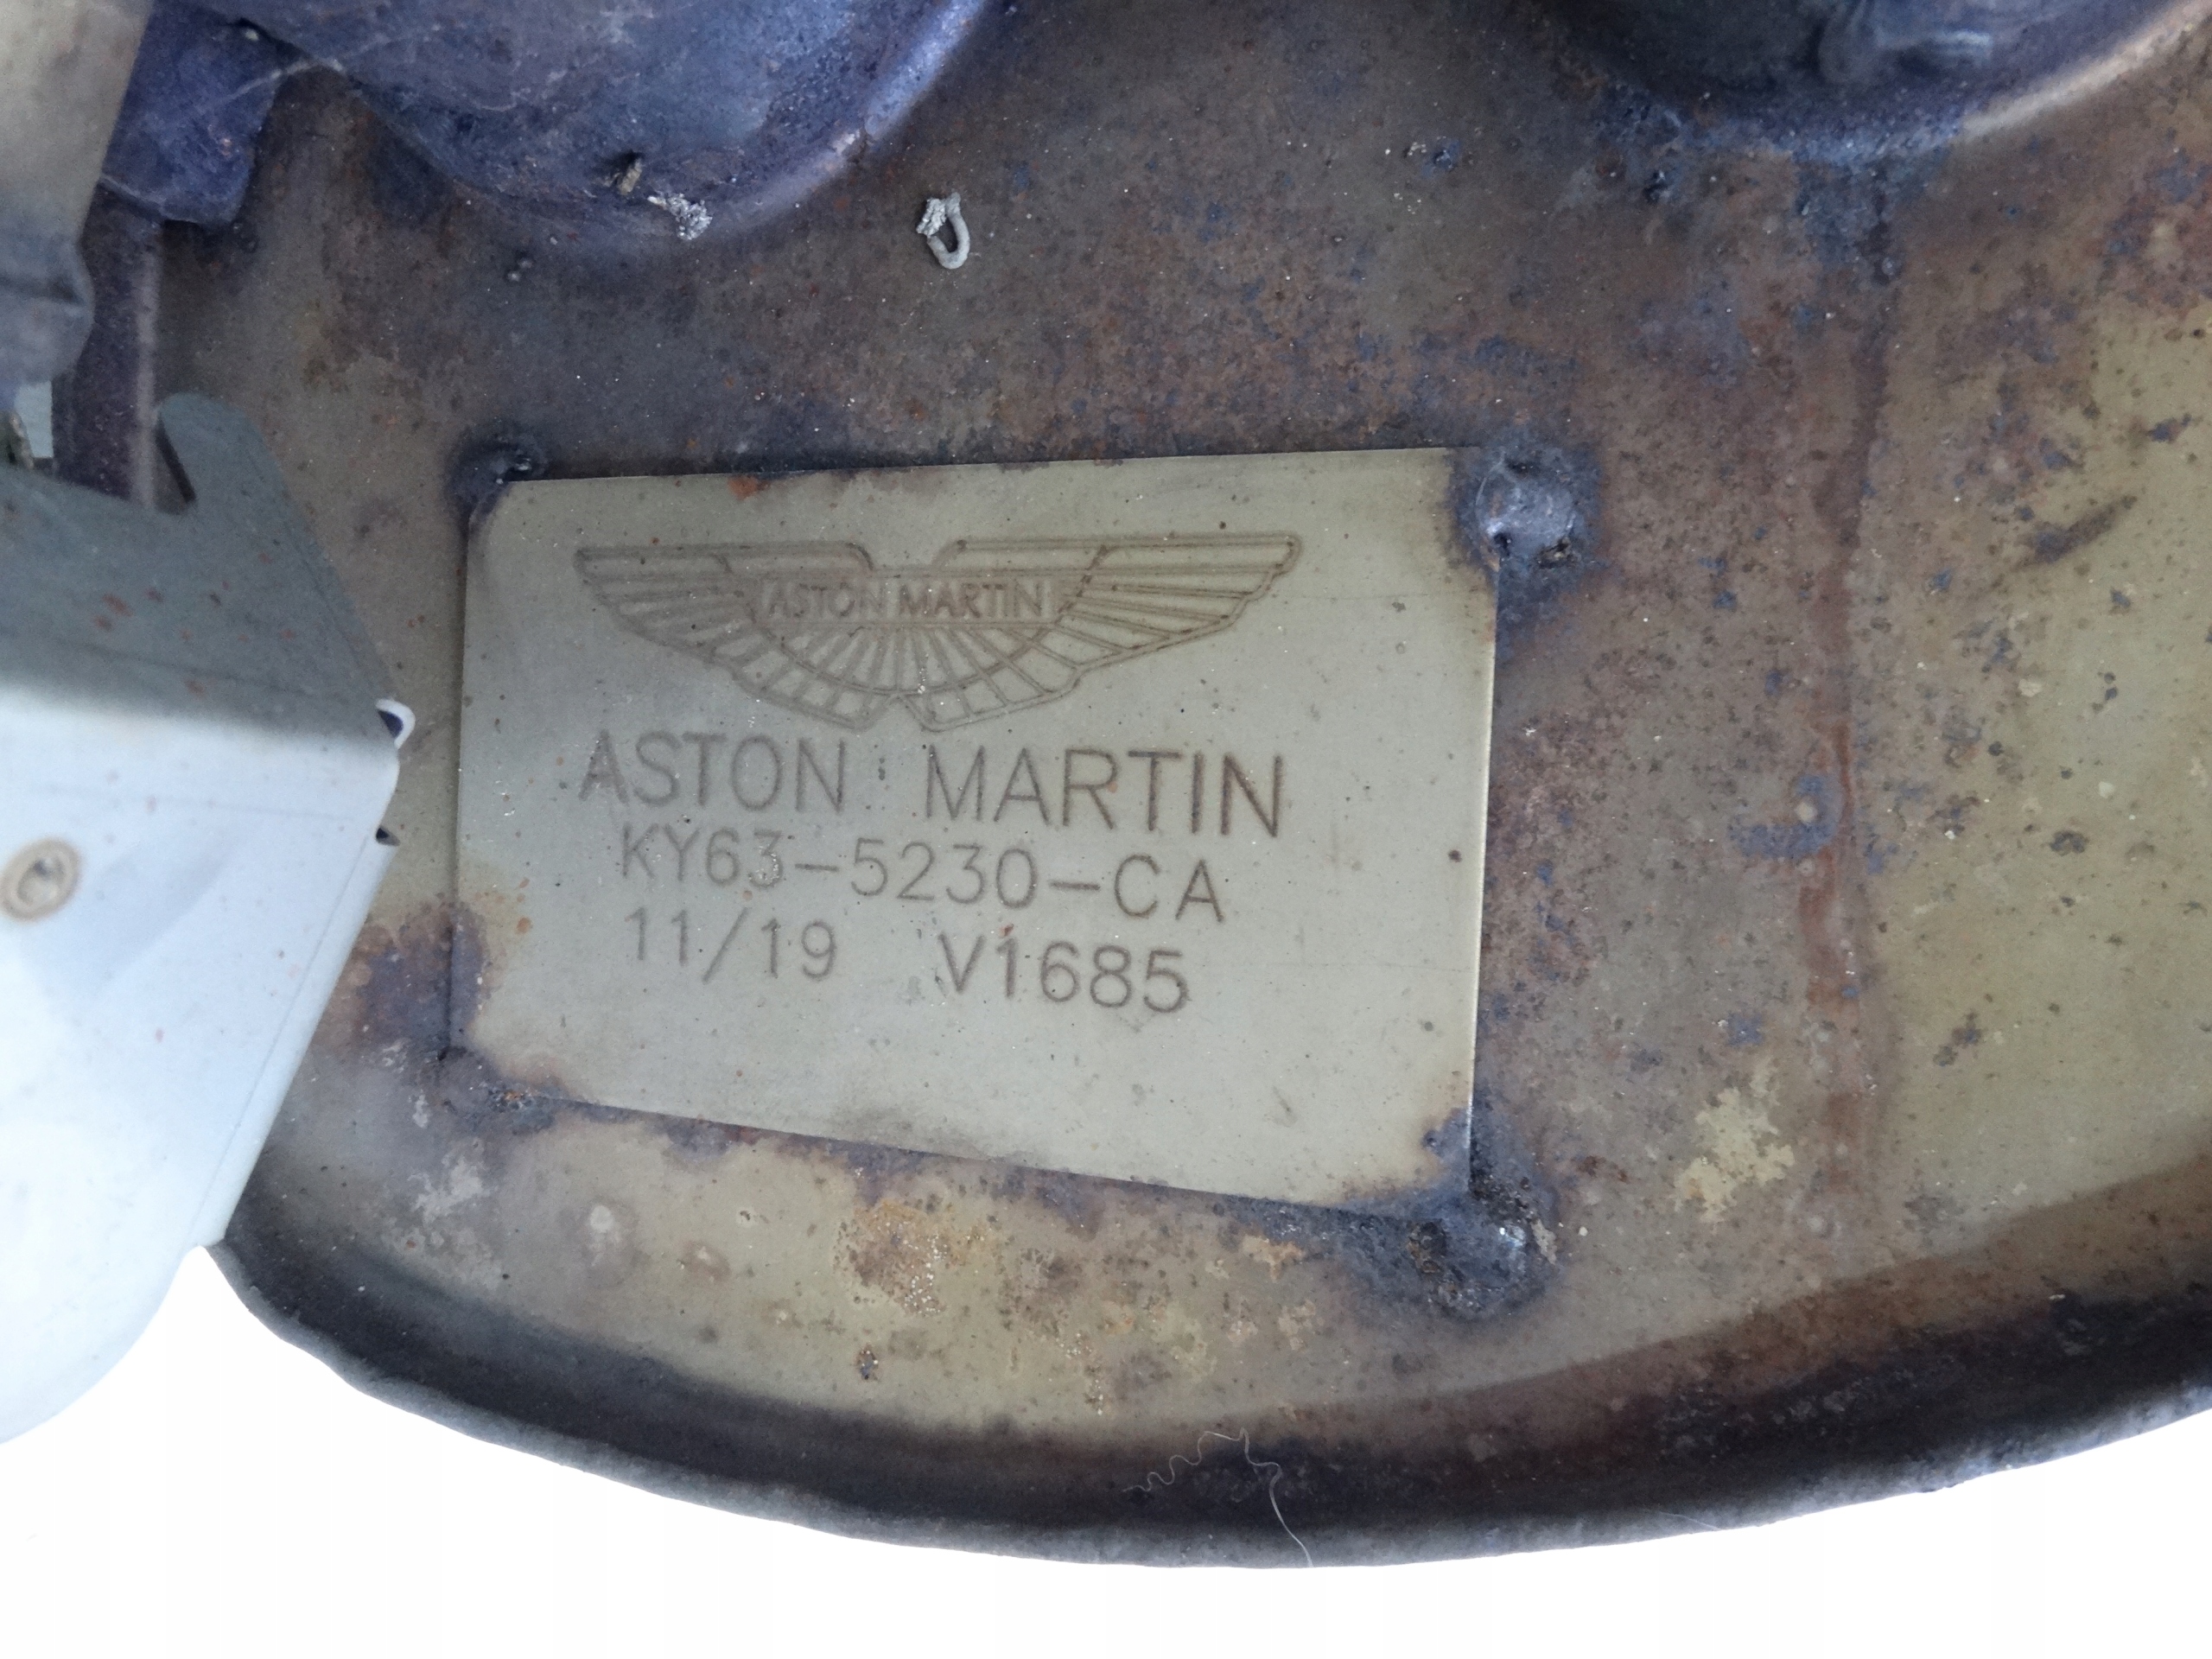 ASTON MARTIN
ASTON MARTIN
KY63-5230-CA
11/19 V1685